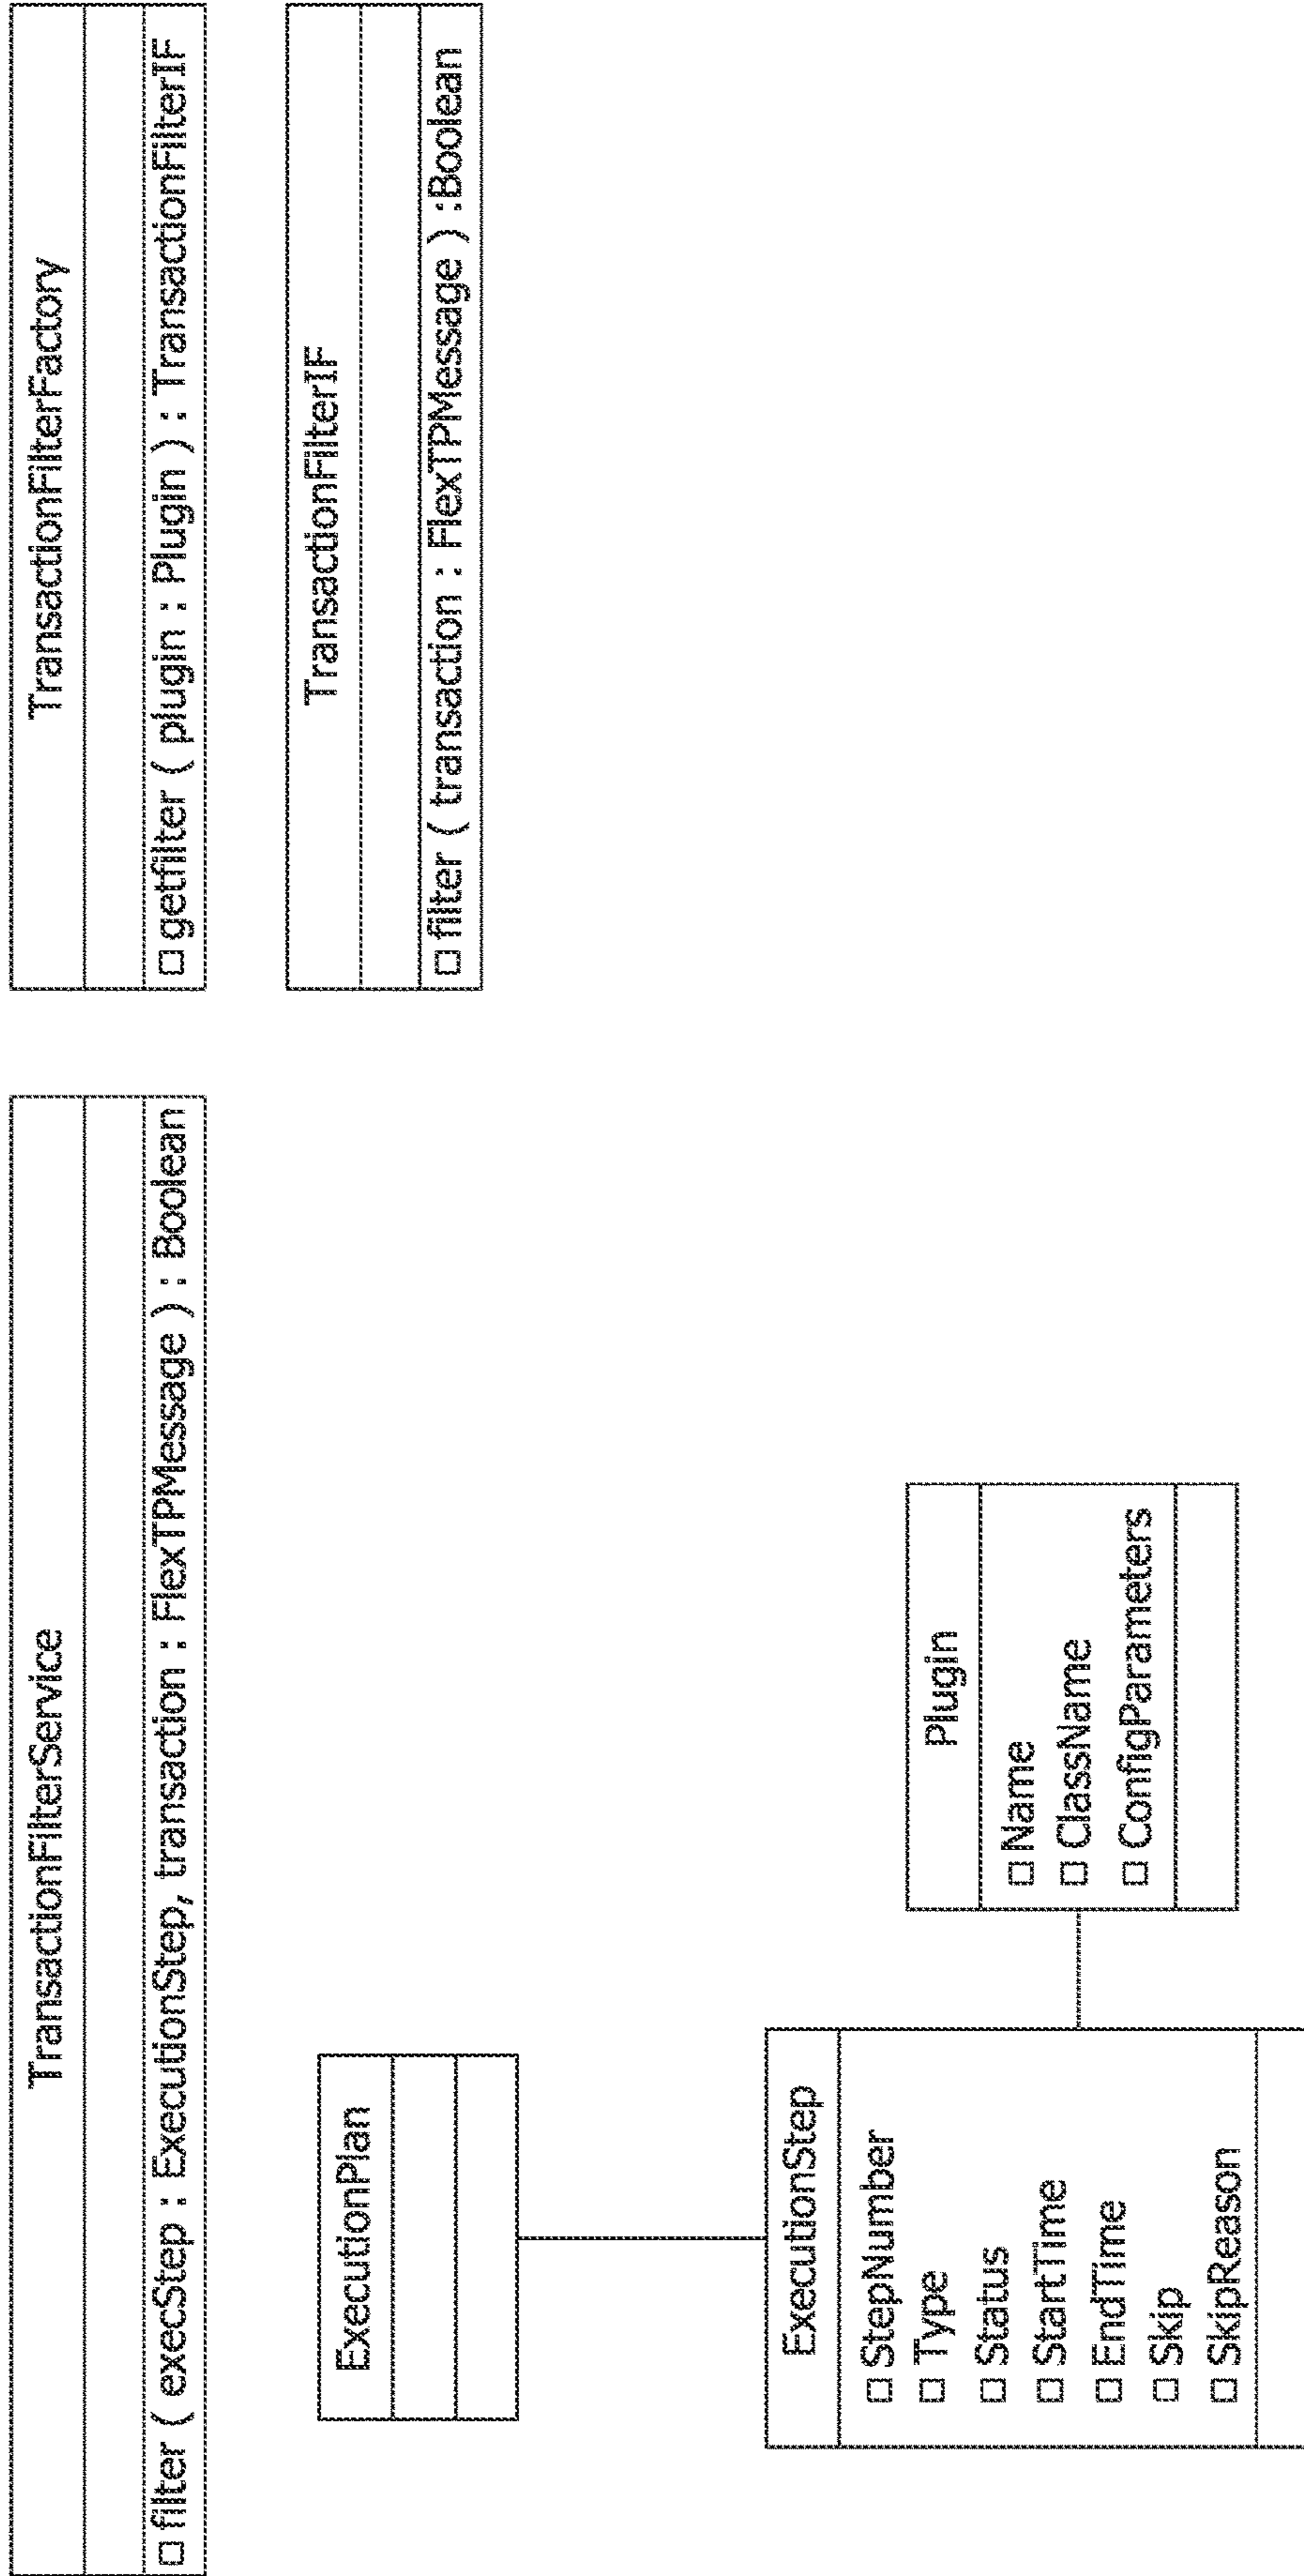 TransactionFilterService
filter ( execStep : ExecutionStep, transaction : FlexTPMessage ) : Boolean
TransactionFilterFactory
getfilter ( plugin : Plugin ) : TransactionFilterIF
TransactionFilterIF
filter ( transaction : FlexTPMessage ) :Boolean
ExecutionPlan
ExecutionStep
StepNumber
Type
Status
StartTime
EndTime
Skip
SkipReason
Plugin
Name
ClassName
ConfigParameters